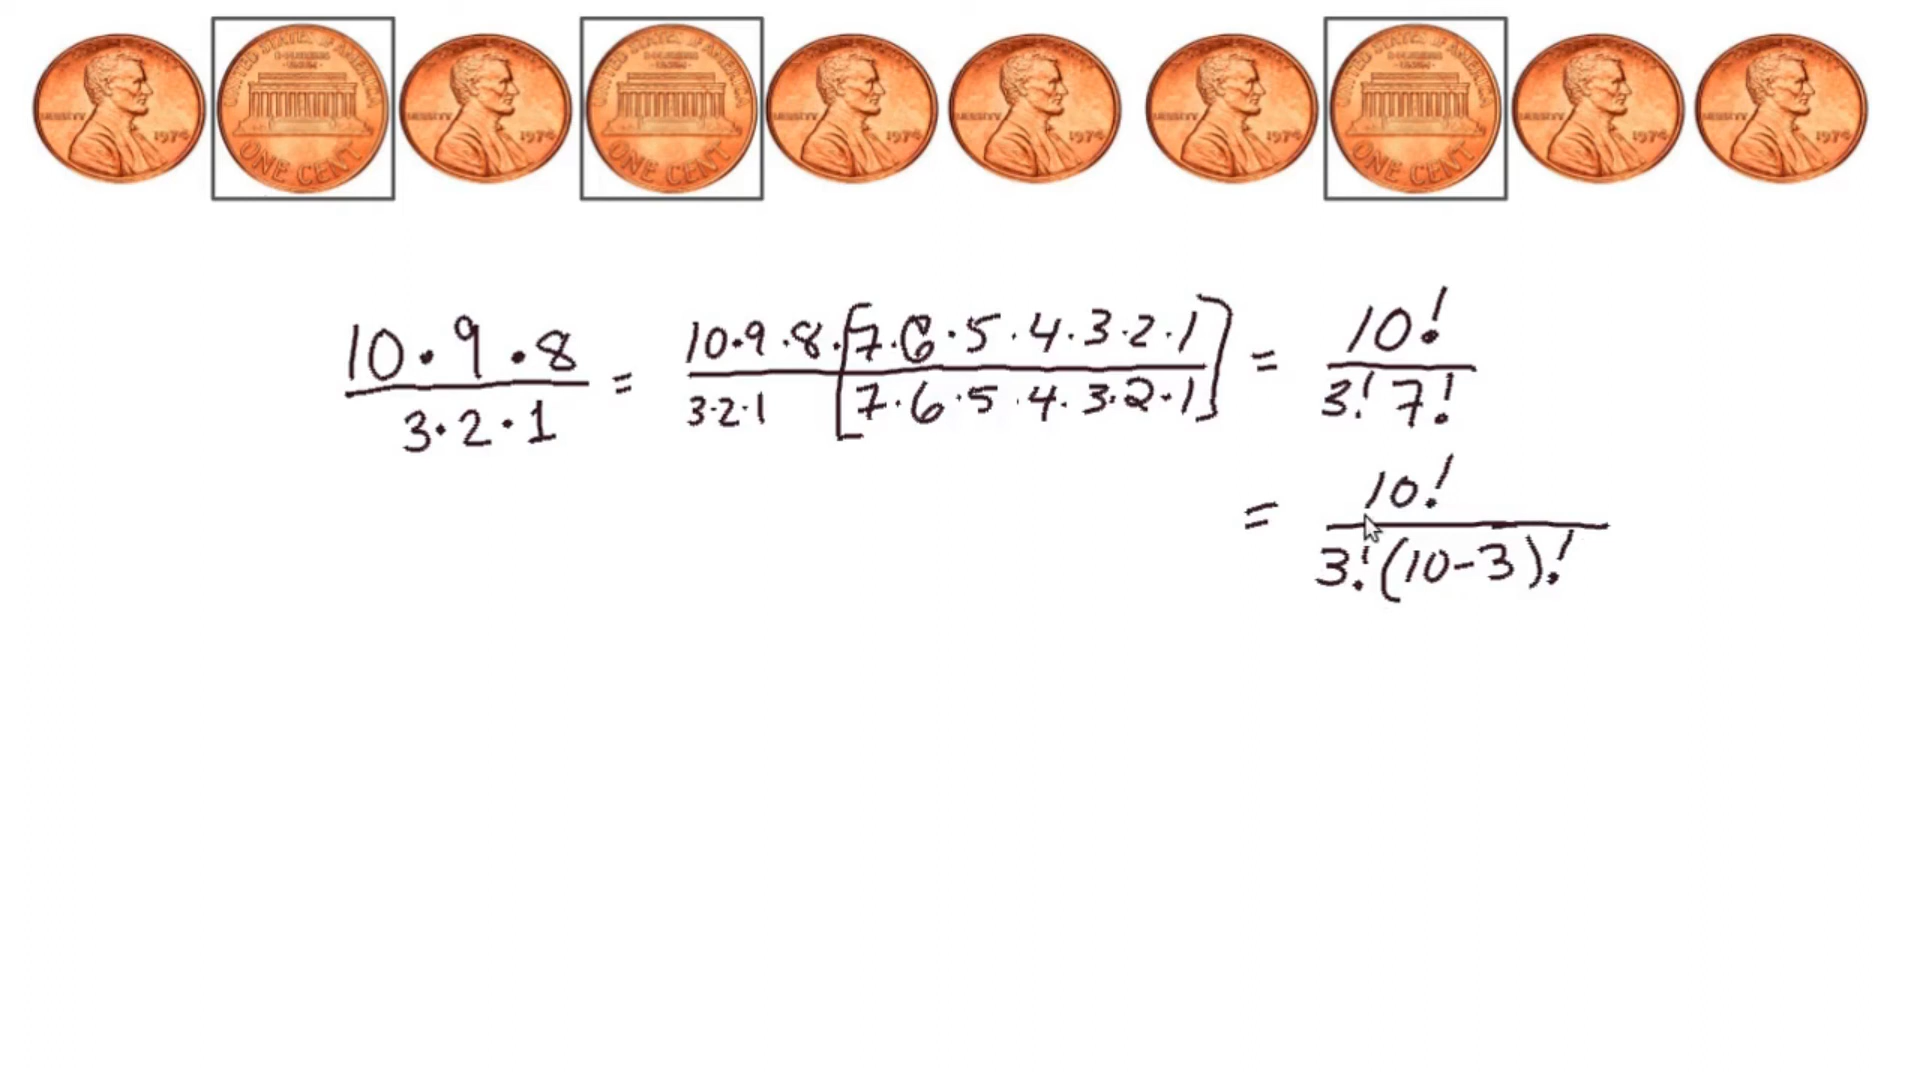 10·9·8 / 3·2·1 = 10·9·8·[7·6·5·4·3·2·1] / 3·2·1 [7·6·5·4·3·2·1] = 10! / 3! 7!
= 10! / 3! (10-3)!